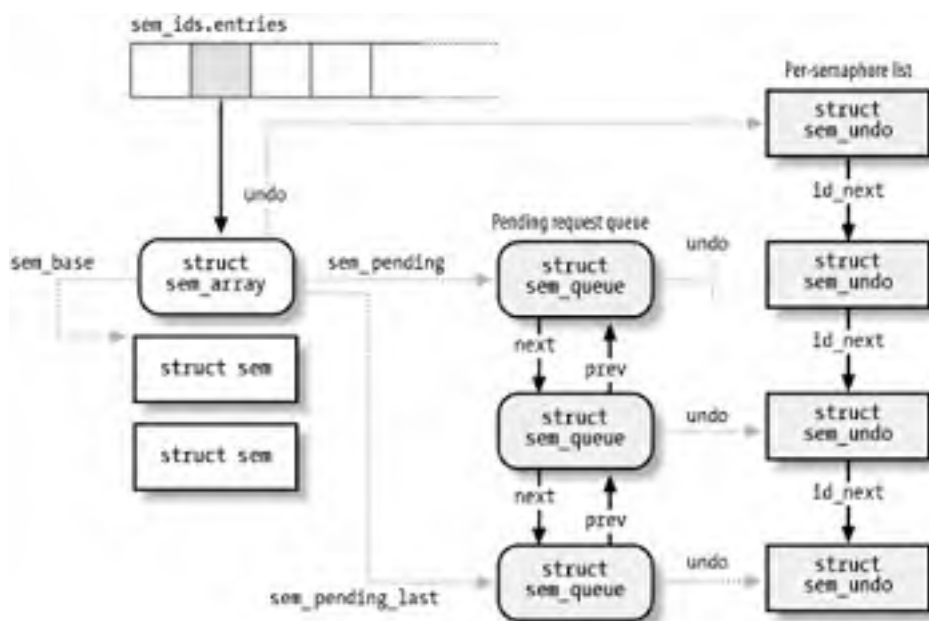 sem_ids.entries
Per-semaphore list
struct
sem_undo
undo
id_next
Pending request queue
sem_base
struct
sem_array
sem_pending
struct
sem_queue
undo
struct
sem_undo
next
prev
id_next
struct sem
struct
sem_queue
undo
struct
sem_undo
struct sem
next
prev
id_next
sem_pending_last
struct
sem_queue
undo
struct
sem_undo